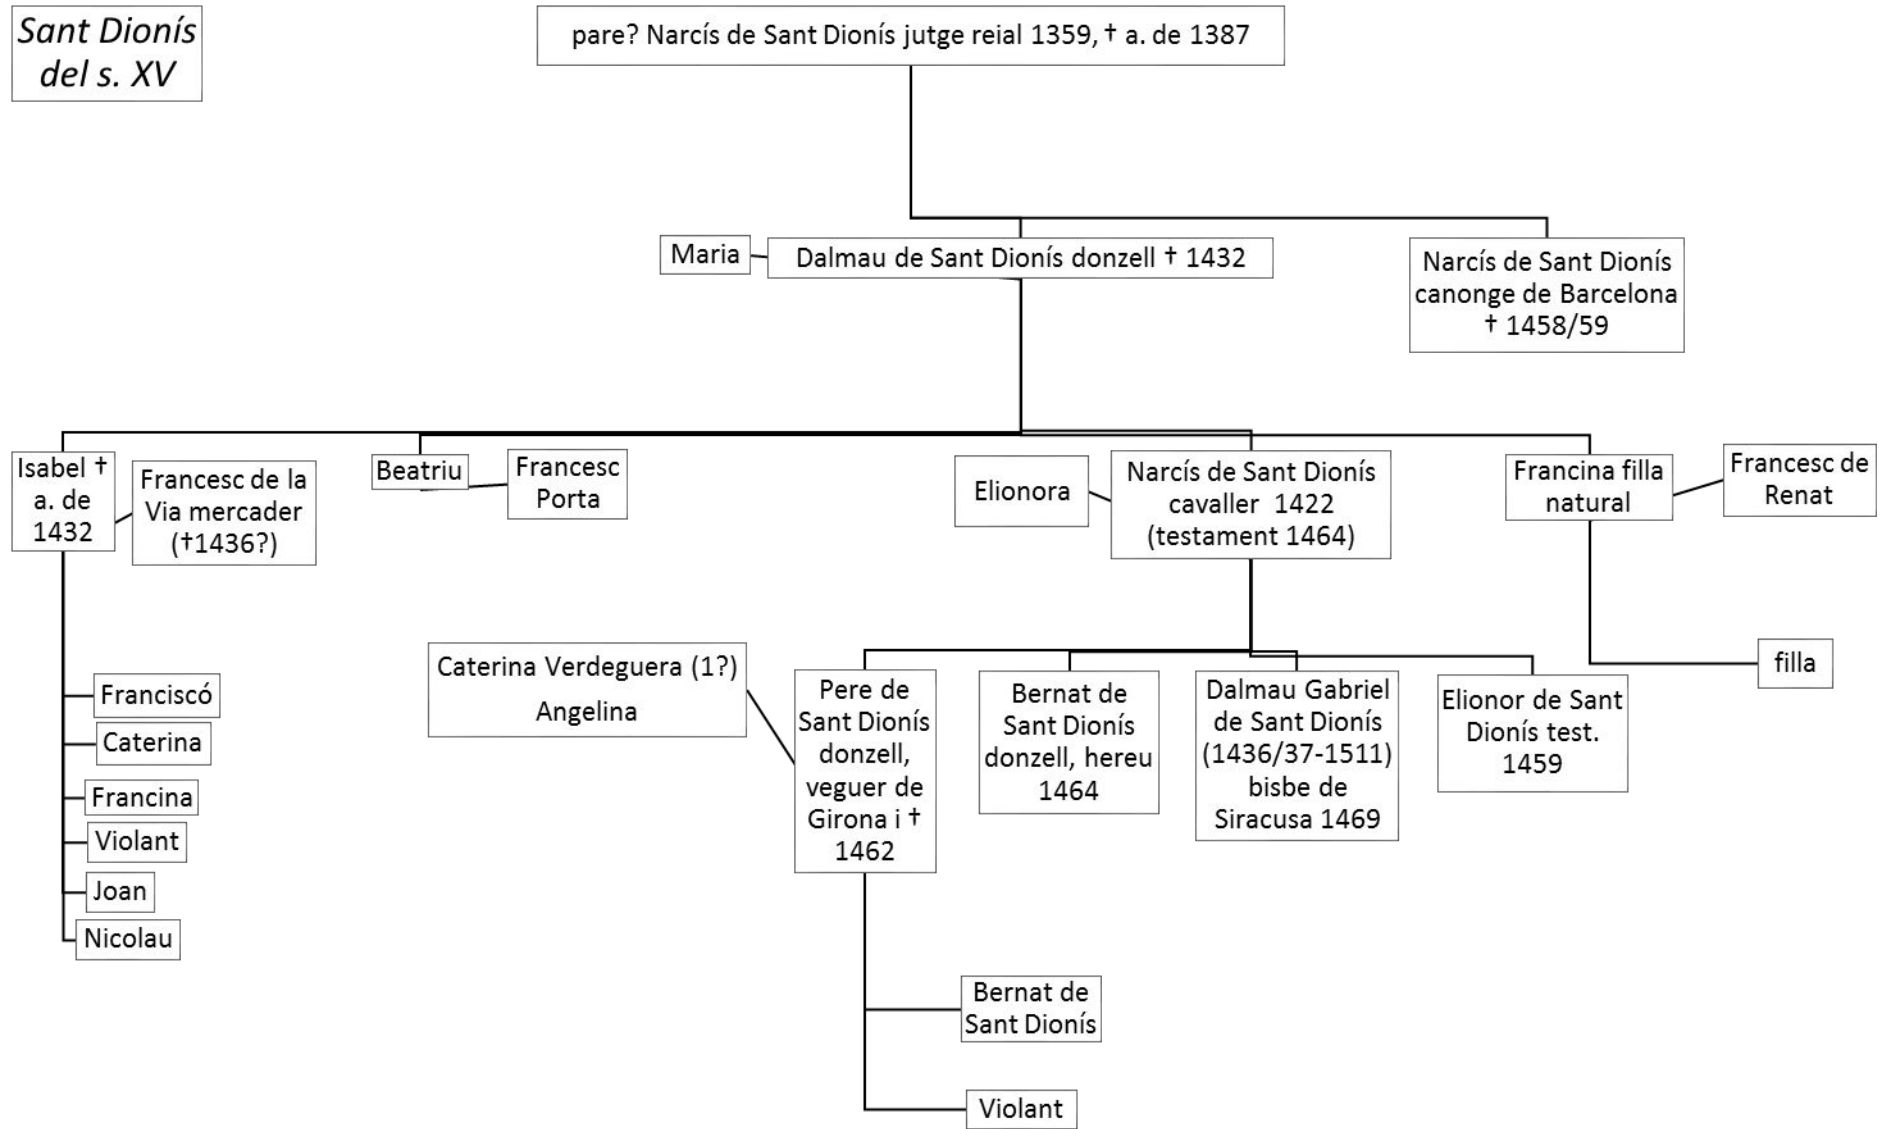 Sant Dionís
del s. XV
pare? Narcís de Sant Dionís jutge reial 1359, † a. de 1387
Maria
Dalmau de Sant Dionís donzell † 1432
Narcís de Sant Dionís
canonge de Barcelona
† 1458/59
Isabel †
a. de
1432
Francesc de la
Via mercader
(†1436?)
Beatriu
Francesc
Porta
Elionora
Narcís de Sant Dionís
cavaller 1422
(testament 1464)
Francina filla
natural
Francesc de
Renat
Franciscó
Caterina
Francina
Violant
Joan
Nicolau
Caterina Verdeguera (1?)
Angelina
Pere de
Sant Dionís
donzell,
veguer de
Girona i †
1462
Bernat de
Sant Dionís
donzell, hereu
1464
Dalmau Gabriel
de Sant Dionís
(1436/37-1511)
bisbe de
Siracusa 1469
Elionor de Sant
Dionís test.
1459
filla
Bernat de
Sant Dionís
Violant